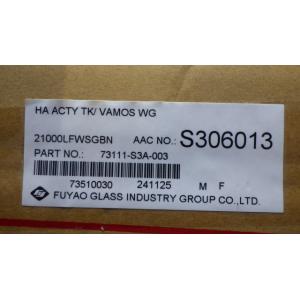 HA ACTY TK/ VAMOS WG
21000LFWSGBN AAC NO.: S306013
PART NO.: 73111-S3A-003
73510030 241125 M F
FUYAO GLASS INDUSTRY GROUP CO.,LTD.